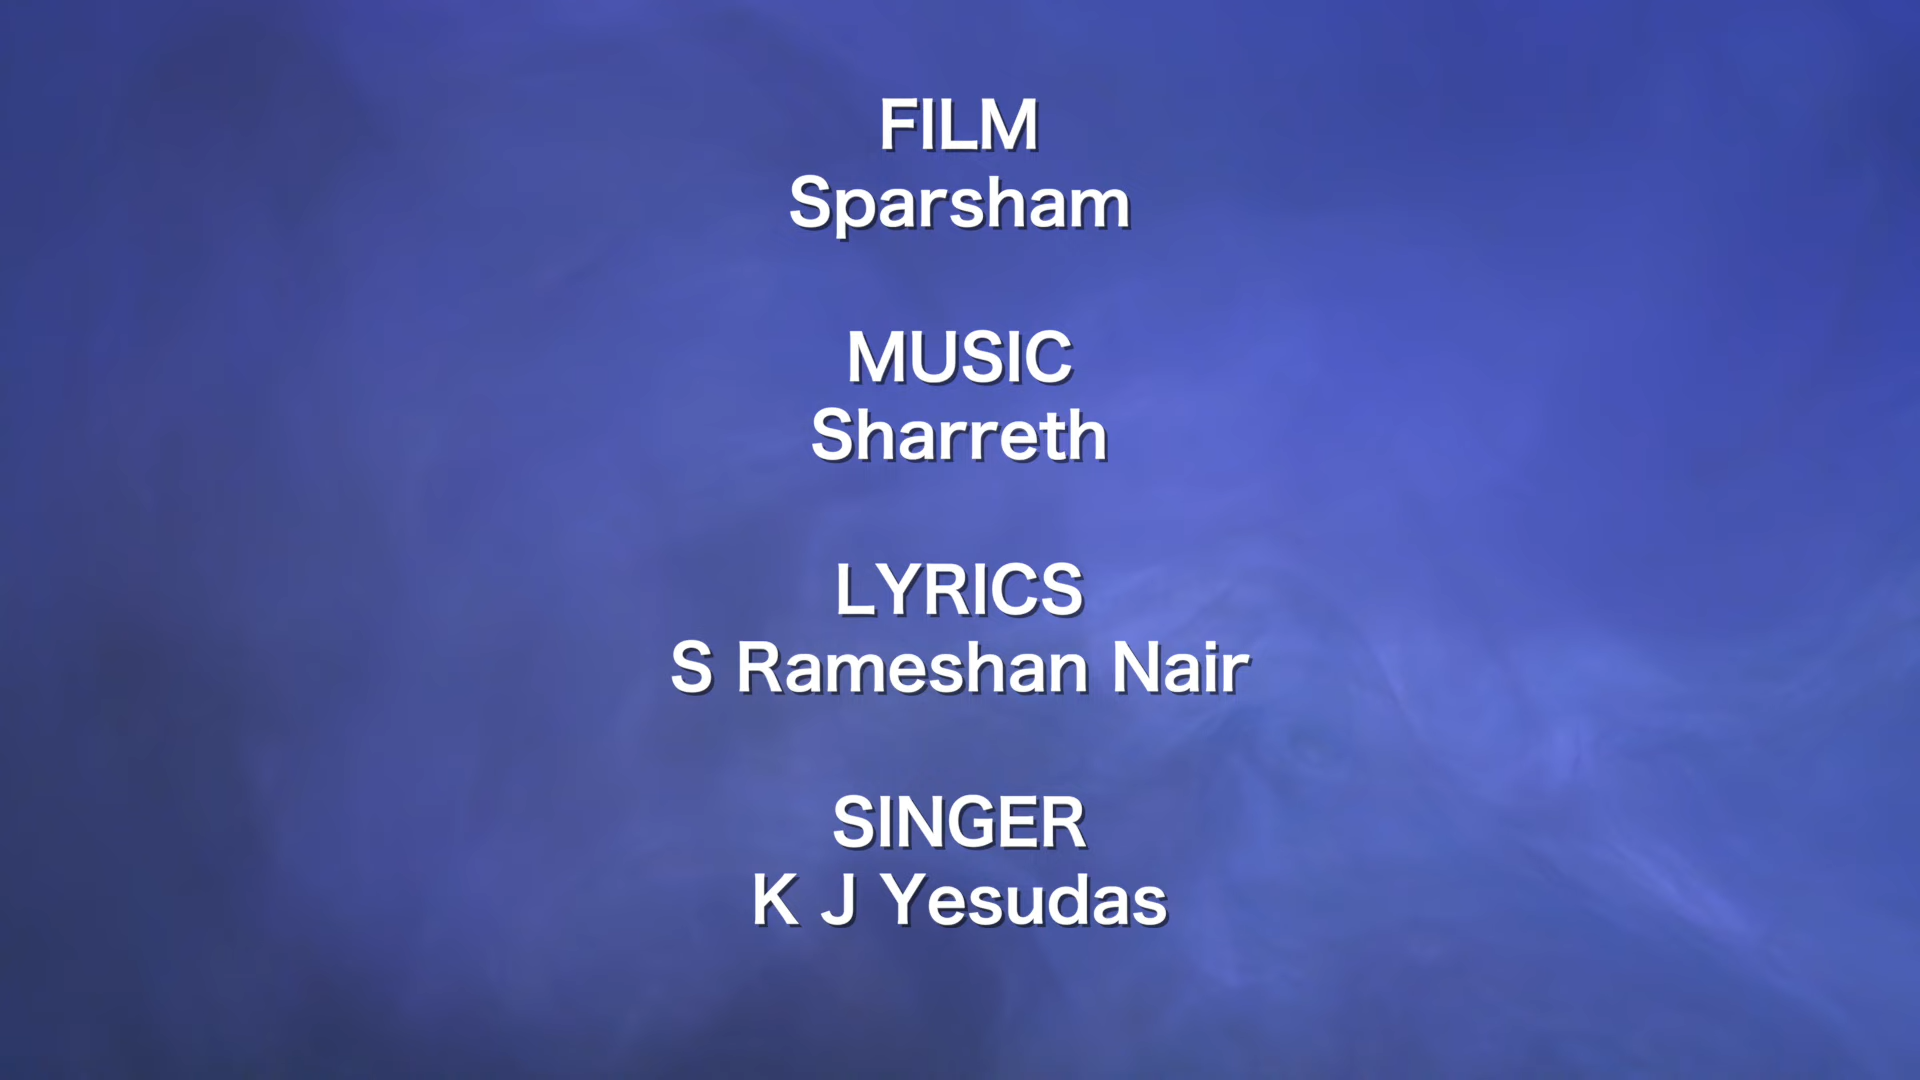 FILM
Sparsham
MUSIC
Sharreth
LYRICS
S Rameshan Nair
SINGER
K J Yesudas